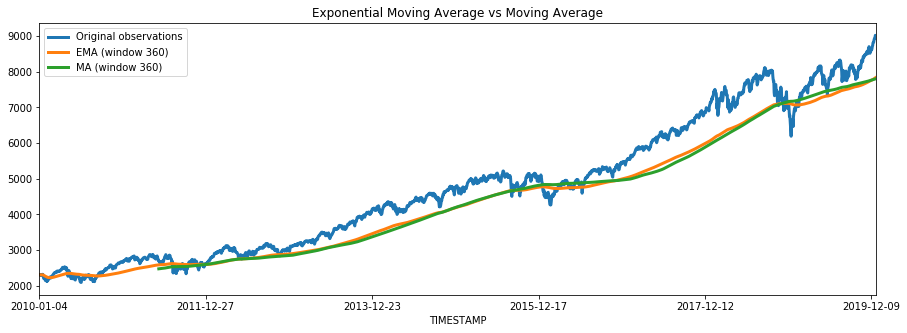 Exponential Moving Average vs Moving Average
Original observations
EMA (window 360)
MA (window 360)
9000
8000
7000
6000
5000
4000
3000
2000
2010-01-04
2011-12-27
2013-12-23
2015-12-17
2017-12-12
2019-12-09
TIMESTAMP